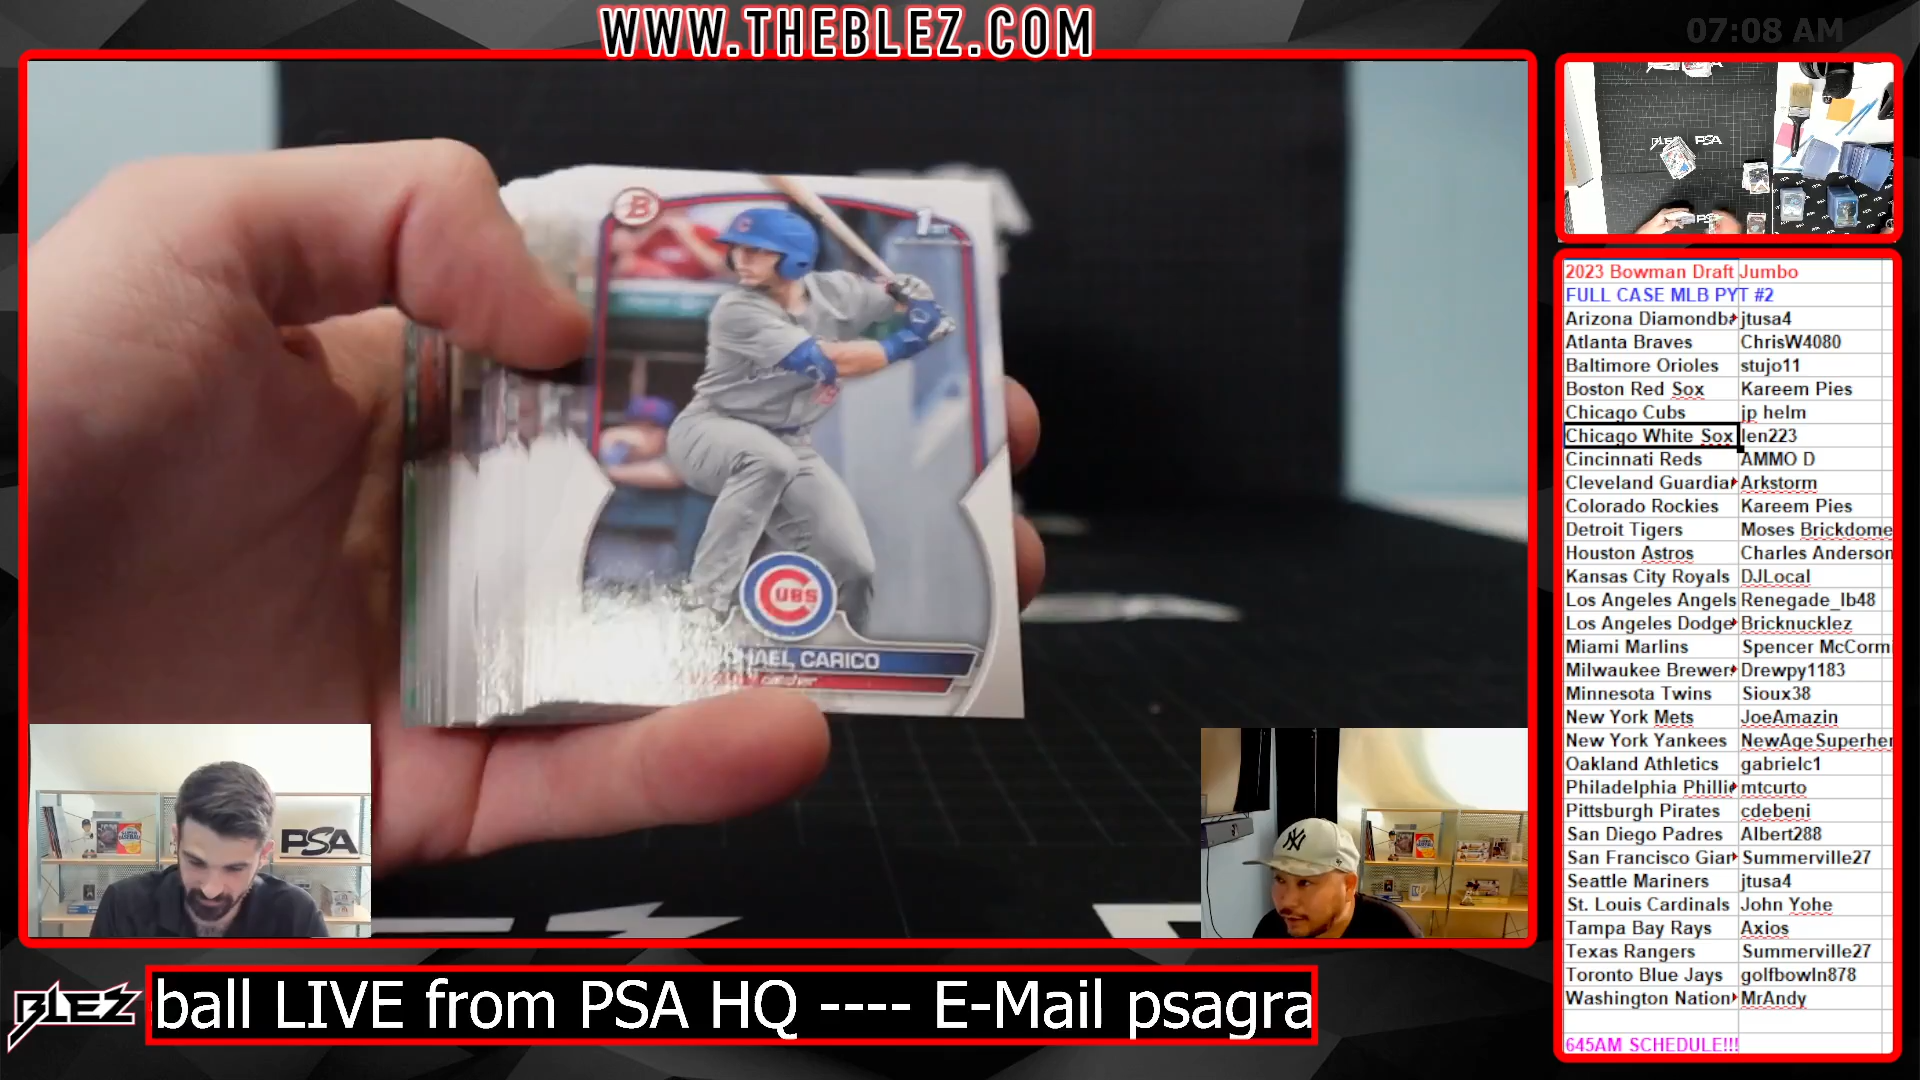 WWW.THEBLEZ.COM
07:08 AM
B
1ST
CUBS
CARICO
PSA
BLEZ PSA
2023 Bowman Draft Jumbo
FULL CASE MLB PYT #2
Arizona Diamondba jtusa4
Atlanta Braves ChrisW4080
Baltimore Orioles stujo11
Boston Red Sox Kareem Pies
Chicago Cubs jp helm
Chicago White Sox len223
Cincinnati Reds AMMO D
Cleveland Guardia Arkstorm
Colorado Rockies Kareem Pies
Detroit Tigers Moses Brickdome
Houston Astros Charles Anderson
Kansas City Royals DJLocal
Los Angeles Angels Renegade_lb48
Los Angeles Dodge Bricknucklez
Miami Marlins Spencer McCormi
Milwaukee Brewer Drewpy1183
Minnesota Twins Sioux38
New York Mets JoeAmazin
New York Yankees NewAgeSuperher
Oakland Athletics gabrielc1
Philadelphia Phillie mtcurto
Pittsburgh Pirates cdebeni
San Diego Padres Albert288
San Francisco Gian Summerville27
Seattle Mariners jtusa4
St. Louis Cardinals John Yohe
Tampa Bay Rays Axios
Texas Rangers Summerville27
Toronto Blue Jays golfbowln878
Washington Nation MrAndy
645AM SCHEDULE!!!
BLEZ
ball LIVE from PSA HQ ---- E-Mail psagra